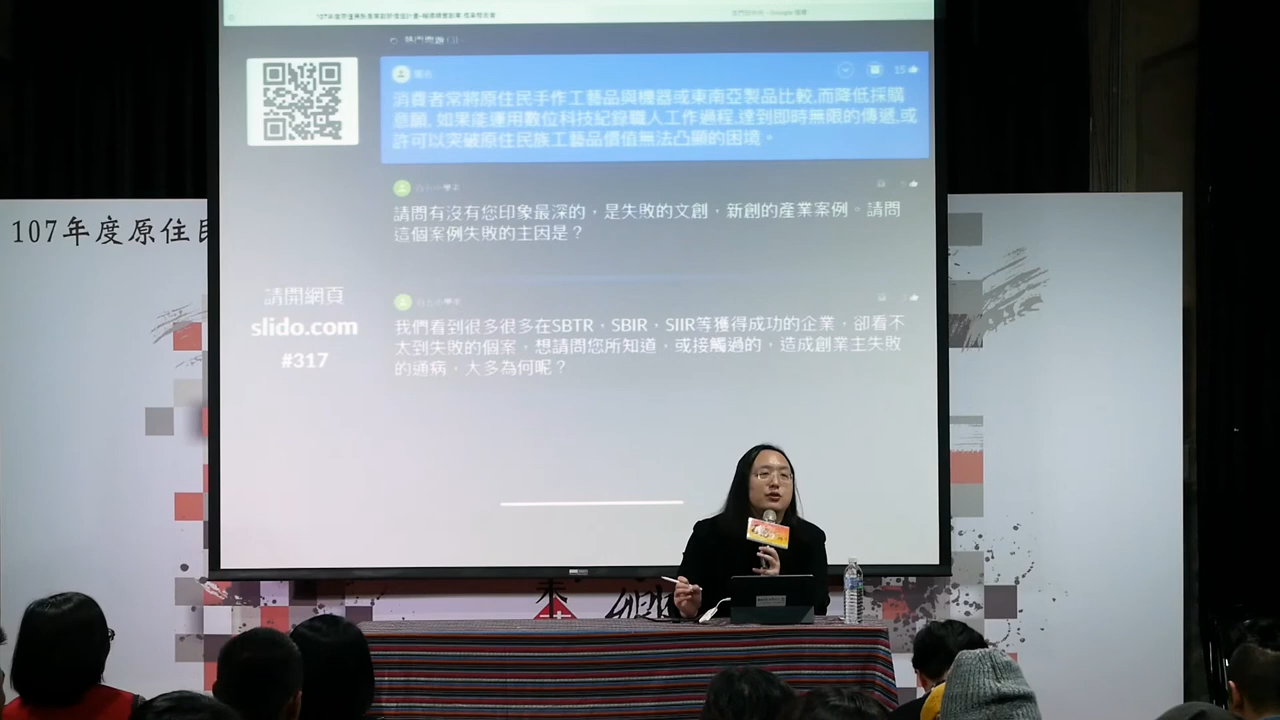 107年度原住民
熱門問題 (3)
15
消費者常將原住民手作工藝品與機器或東南亞製品比較,而降低採購
意願, 如果能運用數位科技紀錄職人工作過程,達到即時無限的傳遞,或
許可以突破原住民族工藝品價值無法凸顯的困境。
請問有沒有您印象最深的，是失敗的文創，新創的產業案例。請問
這個案例失敗的主因是？
請開網頁
slido.com
#317
我們看到很多很多在SBTR，SBIR，SIIR等獲得成功的企業，卻看不
太到失敗的個案。想請問您所知道，或接觸過的，造成創業主失敗
的通病，大多為何呢？